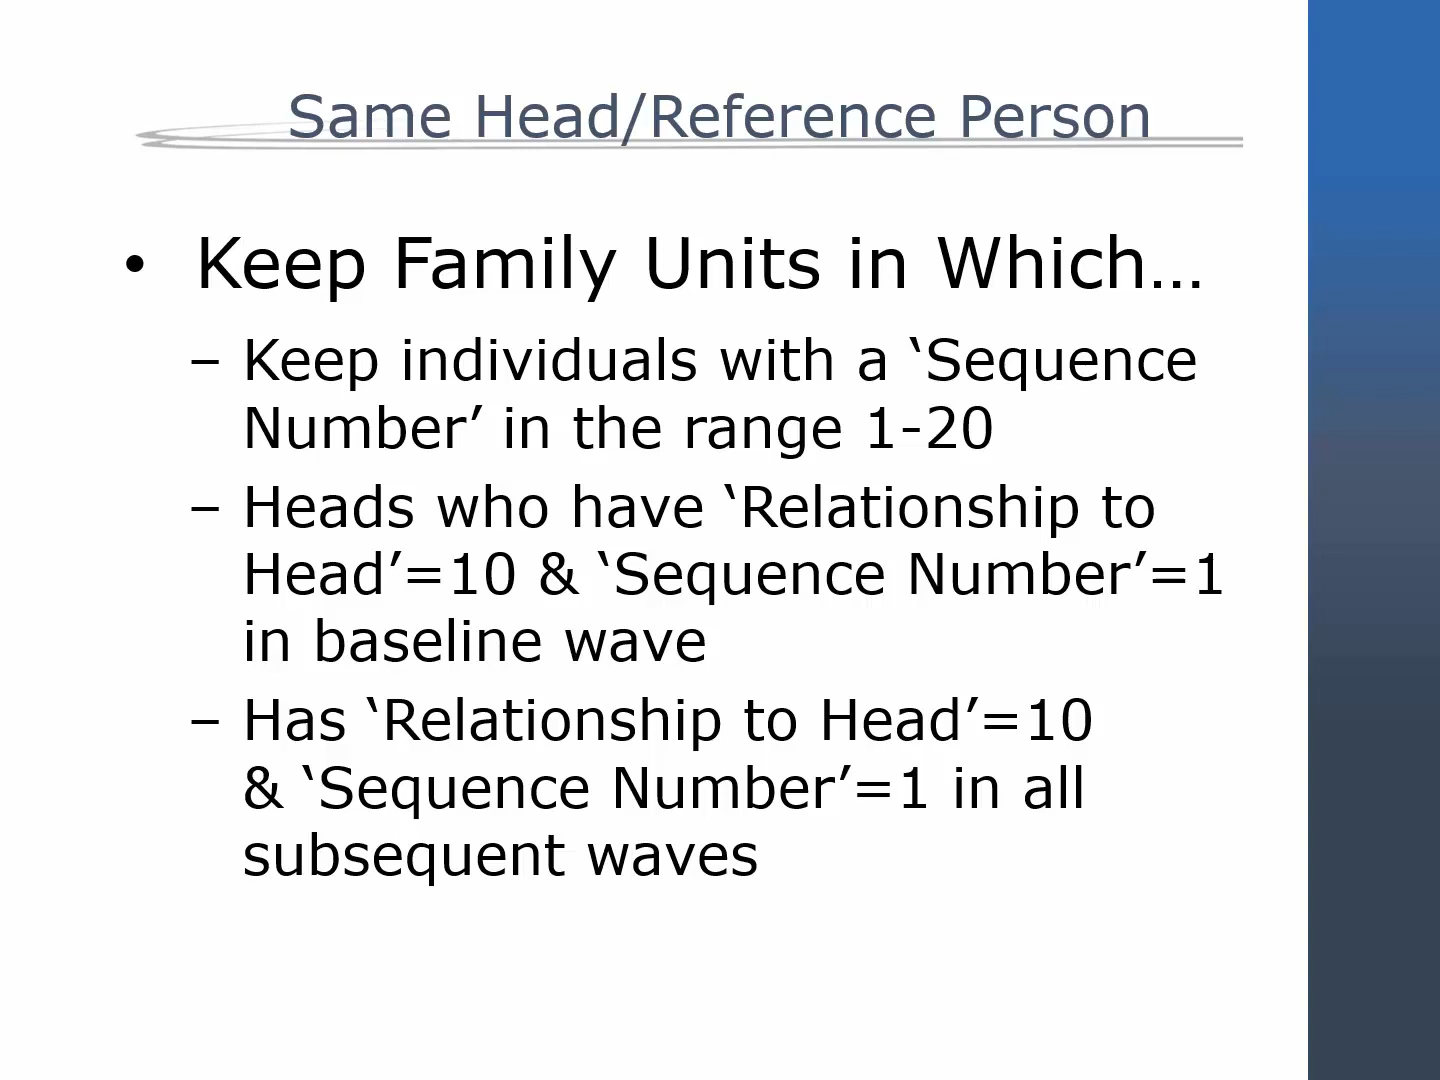 Same Head/Reference Person
• Keep Family Units in Which…
– Keep individuals with a ‘Sequence
Number’ in the range 1-20
– Heads who have ‘Relationship to
Head’=10 & ‘Sequence Number’=1
in baseline wave
– Has ‘Relationship to Head’=10
& ‘Sequence Number’=1 in all
subsequent waves